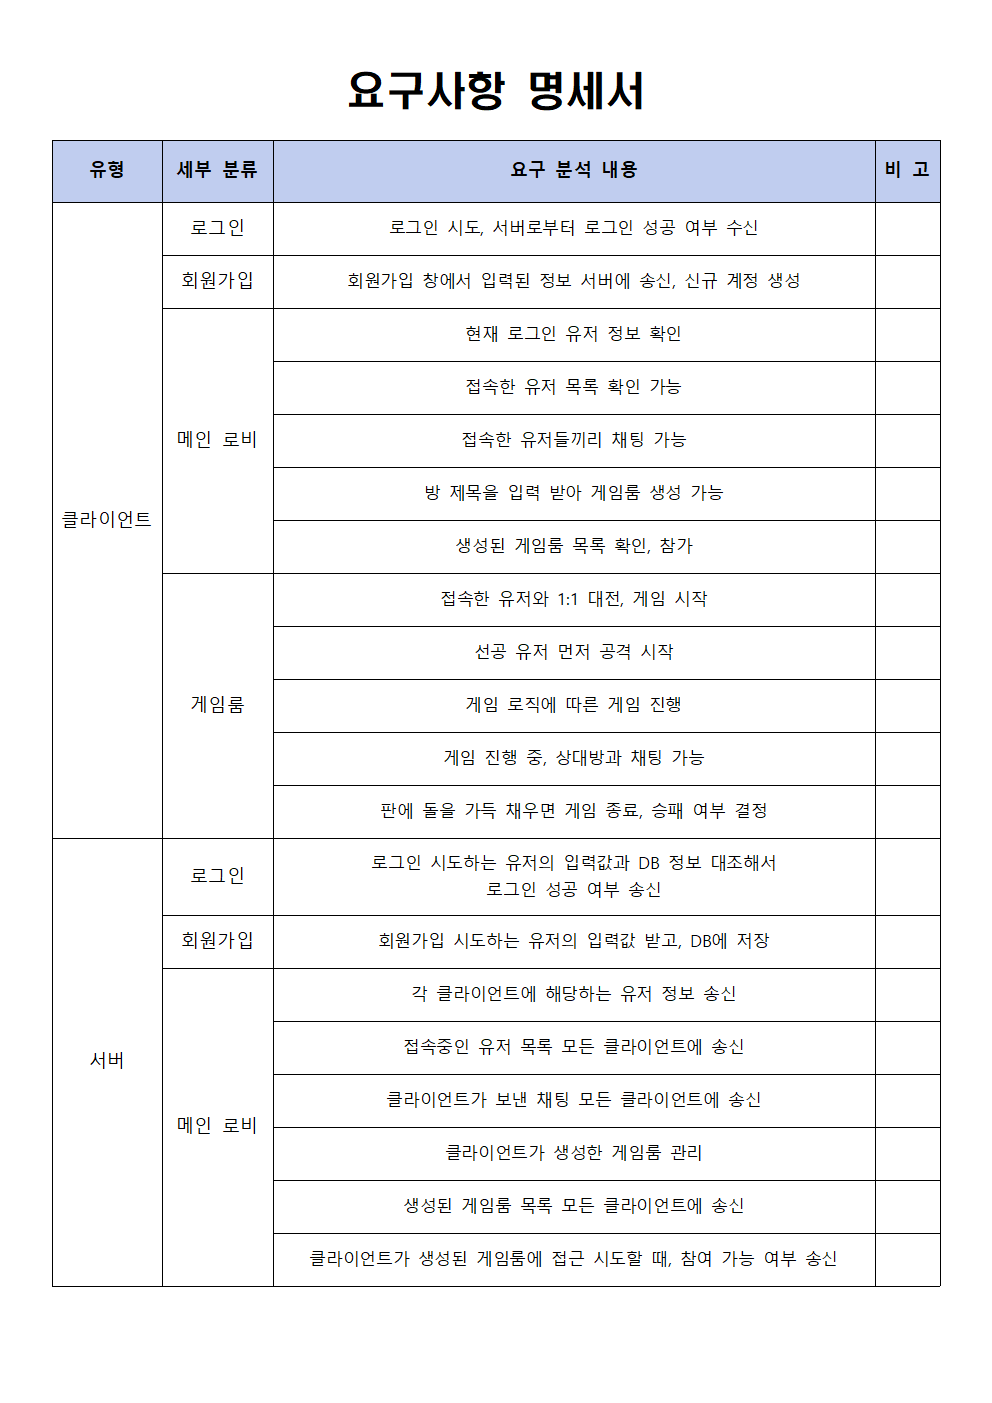 요구사항 명세서
유형 세부 분류 요구 분석 내용 비 고
클라이언트
로그인
로그인 시도, 서버로부터 로그인 성공 여부 수신
회원가입
회원가입 창에서 입력된 정보 서버에 송신, 신규 계정 생성
메인 로비
현재 로그인 유저 정보 확인
접속한 유저 목록 확인 가능
접속한 유저들끼리 채팅 가능
방 제목을 입력 받아 게임룸 생성 가능
생성된 게임룸 목록 확인, 참가
게임룸
접속한 유저와 1:1 대전, 게임 시작
선공 유저 먼저 공격 시작
게임 로직에 따른 게임 진행
게임 진행 중, 상대방과 채팅 가능
판에 돌을 가득 채우면 게임 종료, 승패 여부 결정
서버
로그인
로그인 시도하는 유저의 입력값과 DB 정보 대조해서
로그인 성공 여부 송신
회원가입
회원가입 시도하는 유저의 입력값 받고, DB에 저장
메인 로비
각 클라이언트에 해당하는 유저 정보 송신
접속중인 유저 목록 모든 클라이언트에 송신
클라이언트가 보낸 채팅 모든 클라이언트에 송신
클라이언트가 생성한 게임룸 관리
생성된 게임룸 목록 모든 클라이언트에 송신
클라이언트가 생성된 게임룸에 접근 시도할 때, 참여 가능 여부 송신